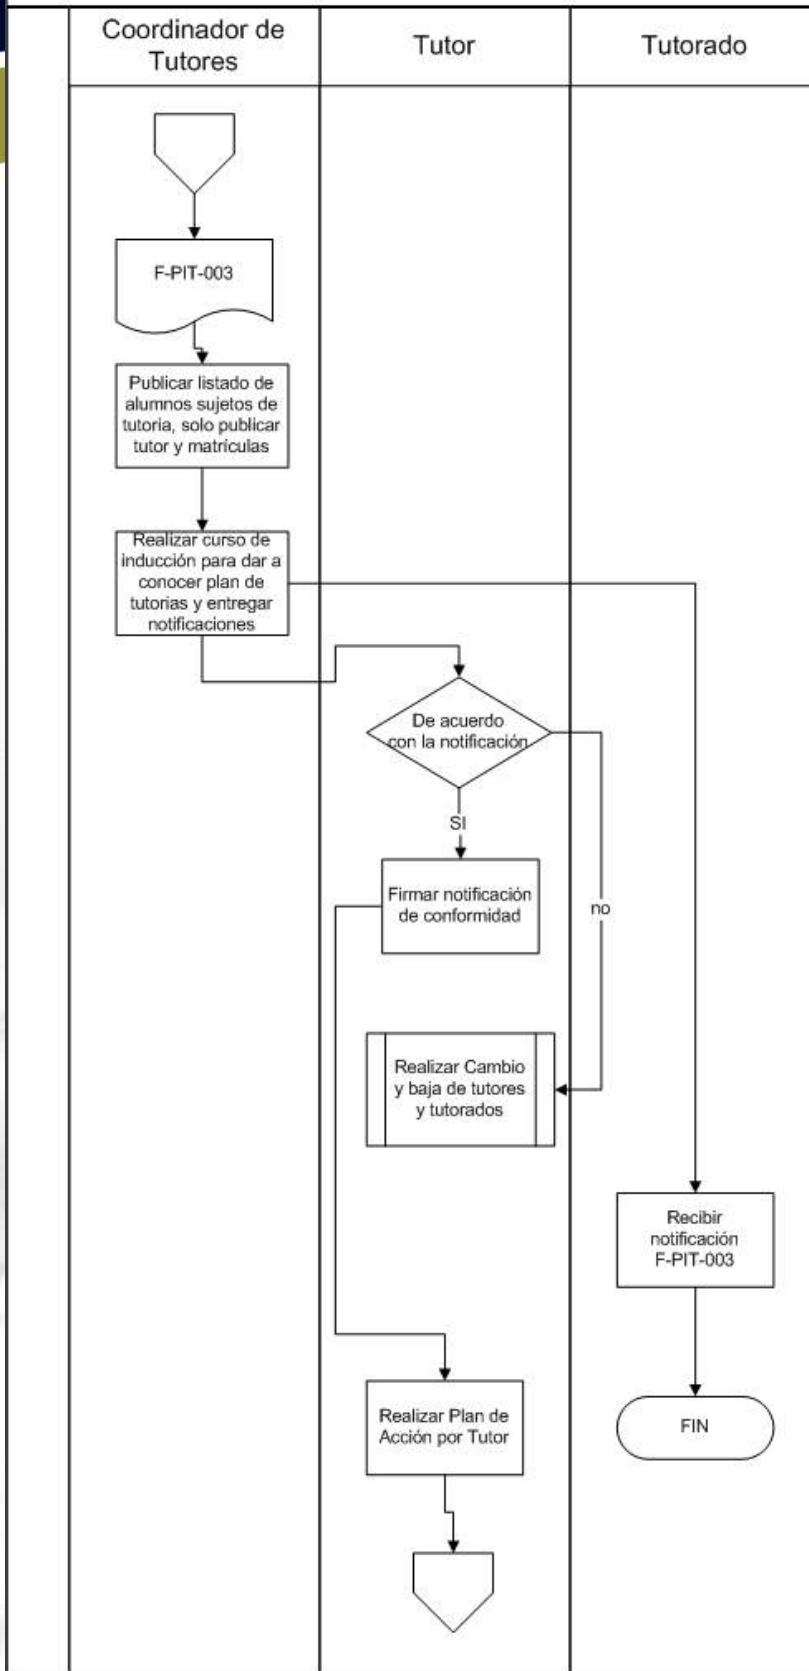 Coordinador de
Tutores
Tutor
Tutorado
F-PIT-003
Publicar listado de
alumnos sujetos de
tutoria, solo publicar
tutor y matrículas
Realizar curso de
inducción para dar a
conocer plan de
tutorias y entregar
notificaciones
De acuerdo
con la notificación
SI
Firmar notificación
de conformidad
no
Realizar Cambio
y baja de tutores
y tutorados
Recibir
notificación
F-PIT-003
Realizar Plan de
Acción por Tutor
FIN